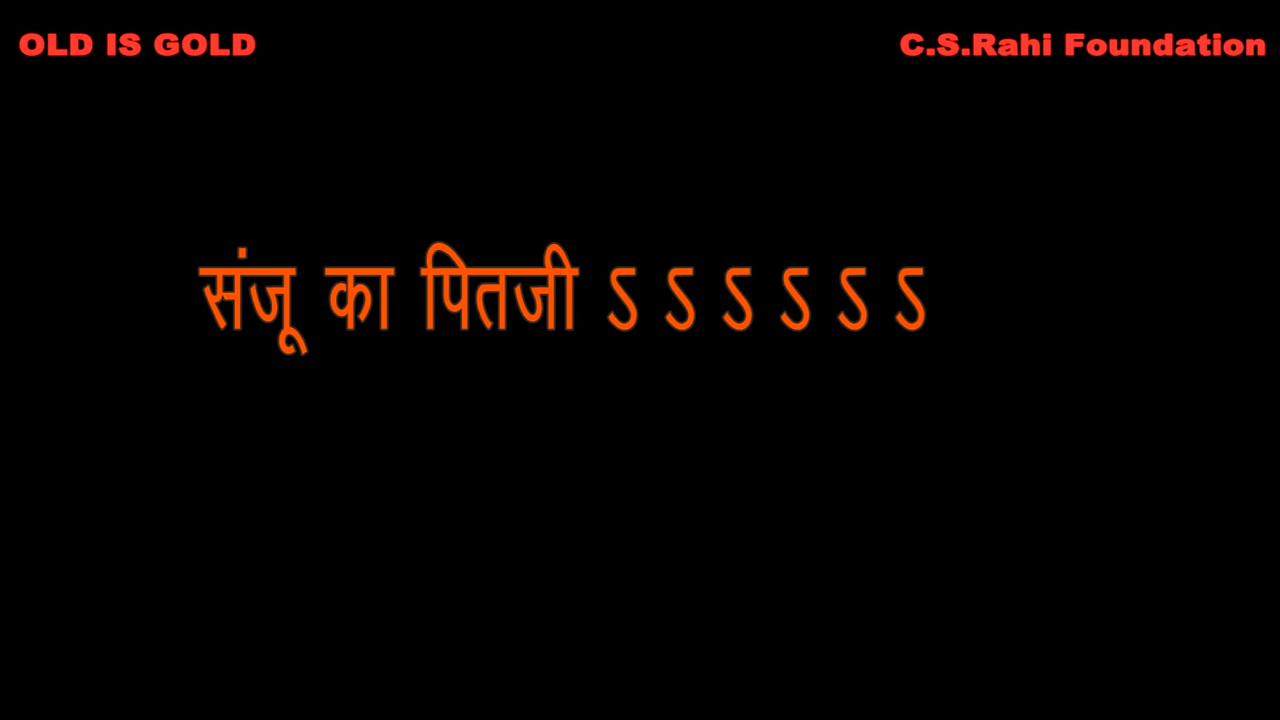 OLD IS GOLD
C.S.Rahi Foundation
संजू का पितजी ऽ ऽ ऽ ऽ ऽ ऽ